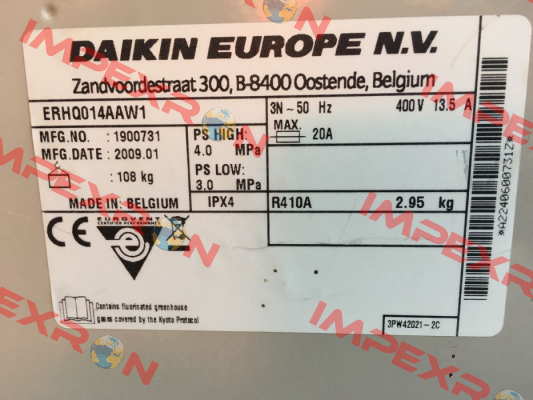 DAIKIN EUROPE N.V.
Zandvoordestraat 300, B-8400 Oostende, Belgium
ERHQ014AAW1
3N~50 Hz 400V 13.5 A
MFG.NO. : 1900731
MFG.DATE : 2009.01
: 108 kg
PS HIGH:
4.0 MPa
PS LOW:
3.0 MPa
MAX
20A
MADE IN: BELGIUM
IPX4
R410A 2.95 kg
CE
EUROVENT
CERTIFIED PERFORMANCE
Contains fluorinated greenhouse
gases covered by the Kyoto Protocol
3PW42021-2C
*A2240600731Z*
IMPEXRON
IMPEXRON
IMPEXRON
IMPEXRON